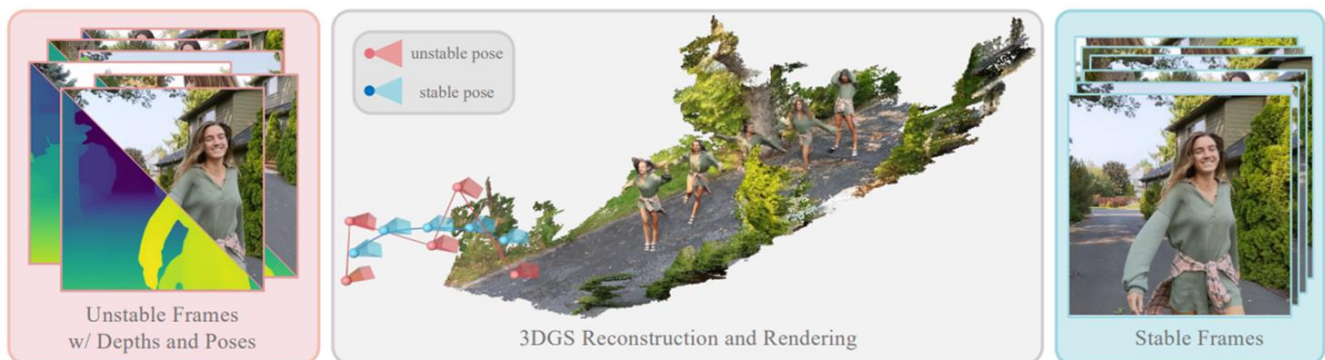 unstable pose
stable pose
Unstable Frames
w/ Depths and Poses
3DGS Reconstruction and Rendering
Stable Frames